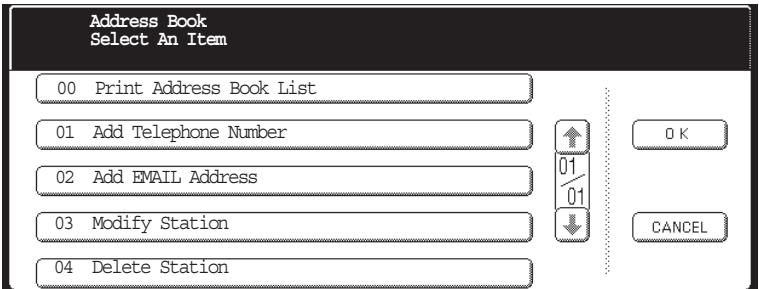 Address Book
Select An Item
00 Print Address Book List
01 Add Telephone Number
02 Add EMAIL Address
03 Modify Station
04 Delete Station
01
01
OK
CANCEL